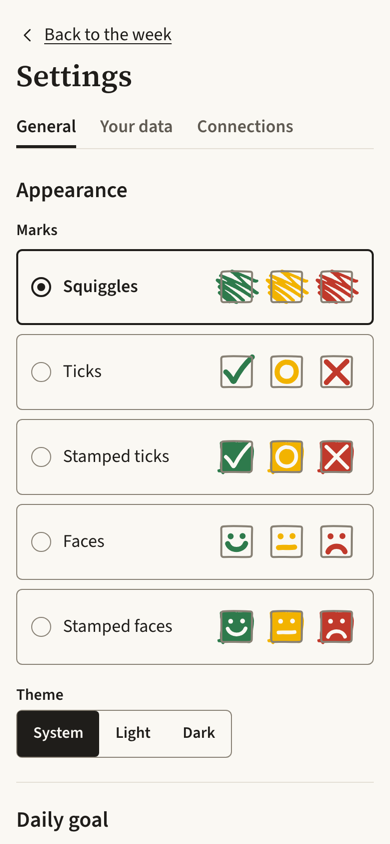 Back to the week
Settings
General Your data Connections
Appearance
Marks
Squiggles
Ticks
Stamped ticks
Faces
Stamped faces
Theme
System Light Dark
Daily goal